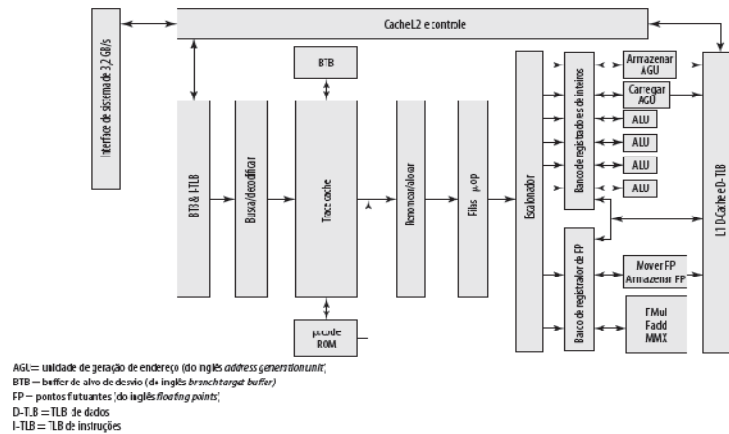 Cache L2 e controle
Interface de sistema de 3,2 GB/s
BTB
BTB & I-TLB
Busca/decodificar
Trace cache
Renomear/alocar
Filas µop
Escalonador
Banco de registradores de inteiros
Armazenar
AGU
Carregar
AGU
ALU
ALU
ALU
ALU
L1 D-Cache e D-TLB
Banco de registrador de FP
Mover FP
Armazenar FP
FMul
Fadd
MMX
µcode
ROM
AGU = unidade de geração de endereço (do inglês address generation unit)
BTB = buffer de alvo de desvio (do inglês branch target buffer)
FP = pontos flutuantes (do inglês floating points)
D-TLB = TLB de dados
I-TLB = TLB de instruções